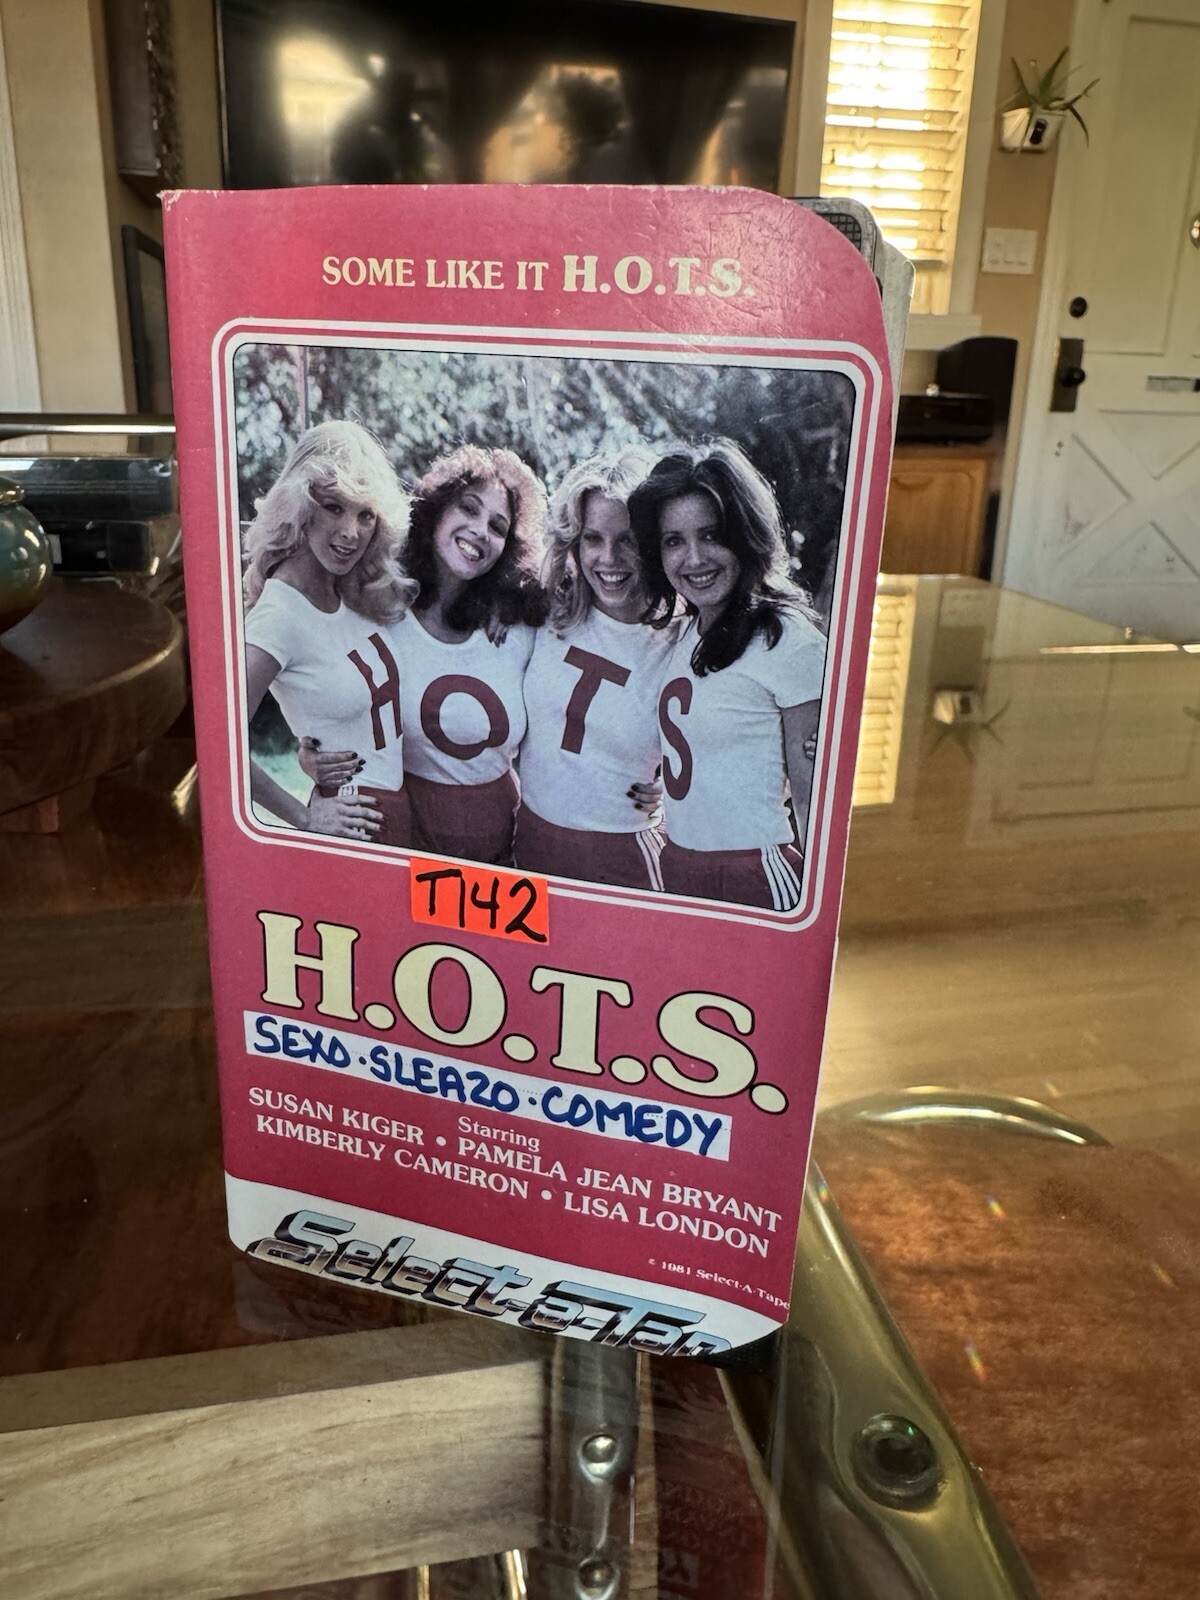 SOME LIKE IT H.O.T.S.
HOTS
T142
H.O.T.S.
SEXO·SLEAZO·COMEDY
Starring
SUSAN KIGER • PAMELA JEAN BRYANT
KIMBERLY CAMERON • LISA LONDON
© 1981 Select-A-Tape
Select-a-Tap